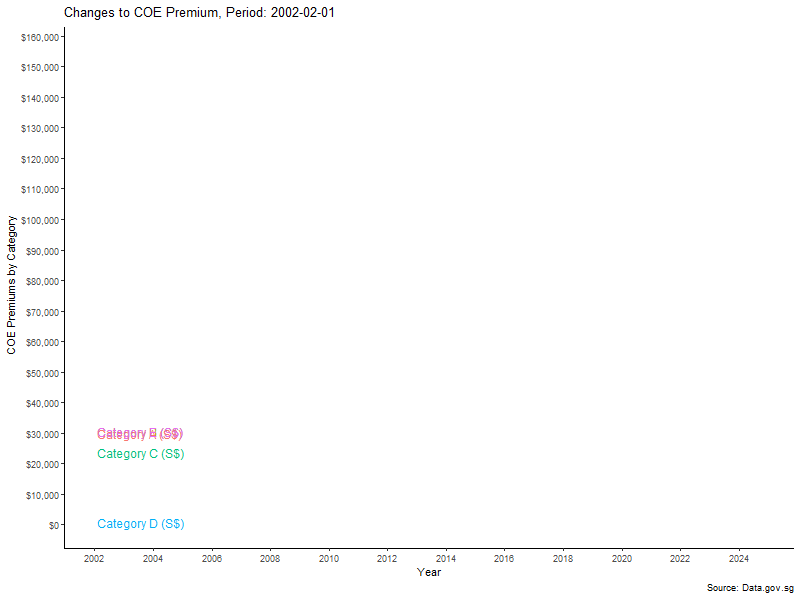 Changes to COE Premium, Period: 2002-02-01
$160,000
$150,000
$140,000
$130,000
$120,000
$110,000
$100,000
$90,000
$80,000
$70,000
$60,000
$50,000
$40,000
$30,000
$20,000
$10,000
$0
COE Premiums by Category
Category E (S$)
Category A (S$)
Category C (S$)
Category D (S$)
2002 2004 2006 2008 2010 2012 2014 2016 2018 2020 2022 2024
Year
Source: Data.gov.sg